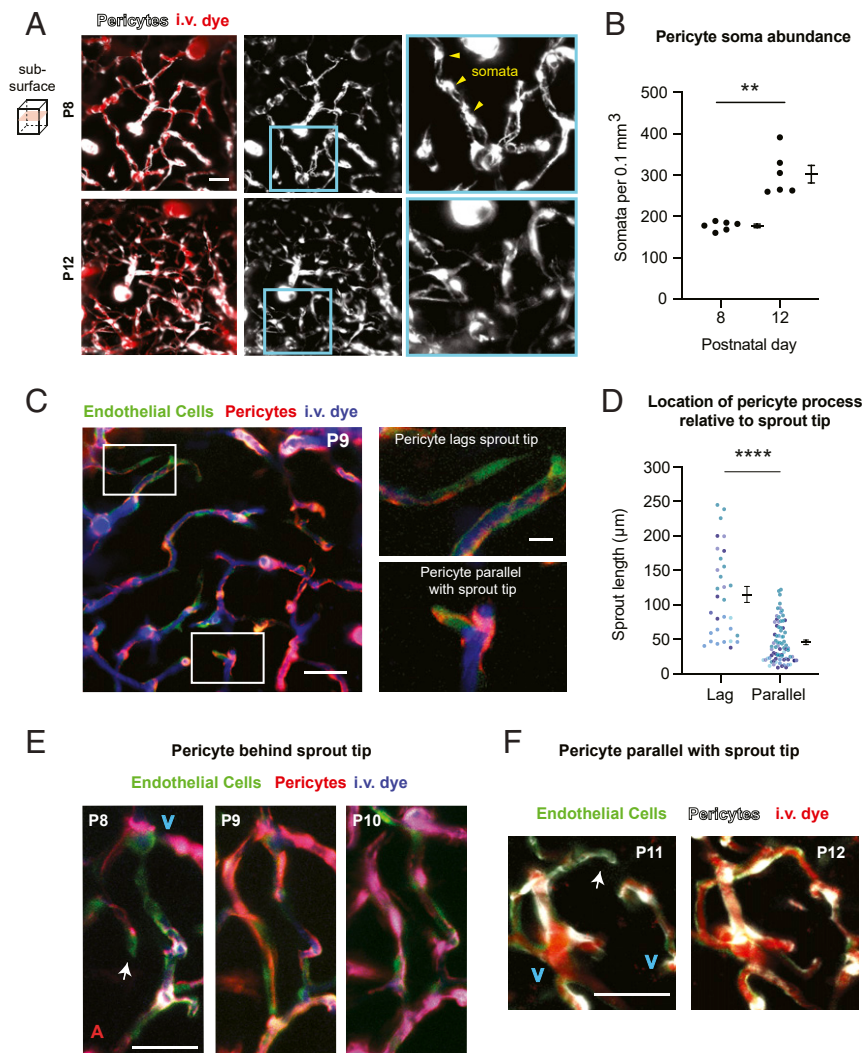 A
Pericytes i.v. dye
sub-
surface
P8
somata
P12
B
Pericyte soma abundance
**
Somata per 0.1 mm3
500
400
300
200
100
0
8
12
Postnatal day
C
Endothelial Cells Pericytes i.v. dye
P9
Pericyte lags sprout tip
Pericyte parallel
with sprout tip
D
Location of pericyte process
relative to sprout tip
****
Sprout length (µm)
300
250
200
150
100
50
0
Lag
Parallel
E
Pericyte behind sprout tip
Endothelial Cells Pericytes i.v. dye
P8
V
A
P9
P10
F
Pericyte parallel with sprout tip
Endothelial Cells Pericytes i.v. dye
P11
V
V
P12